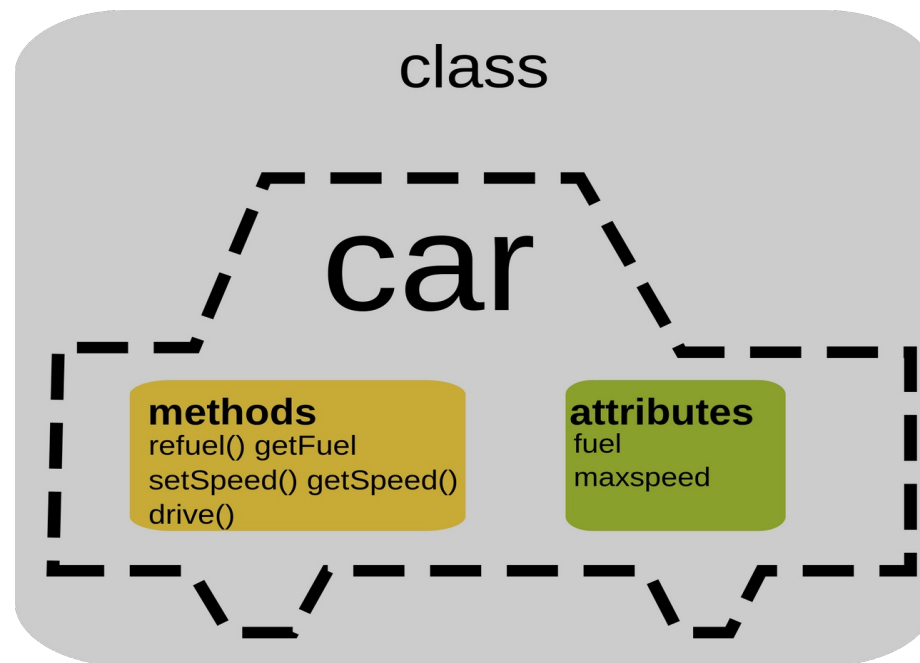 class
car
methods
refuel() getFuel
setSpeed() getSpeed()
drive()
attributes
fuel
maxspeed